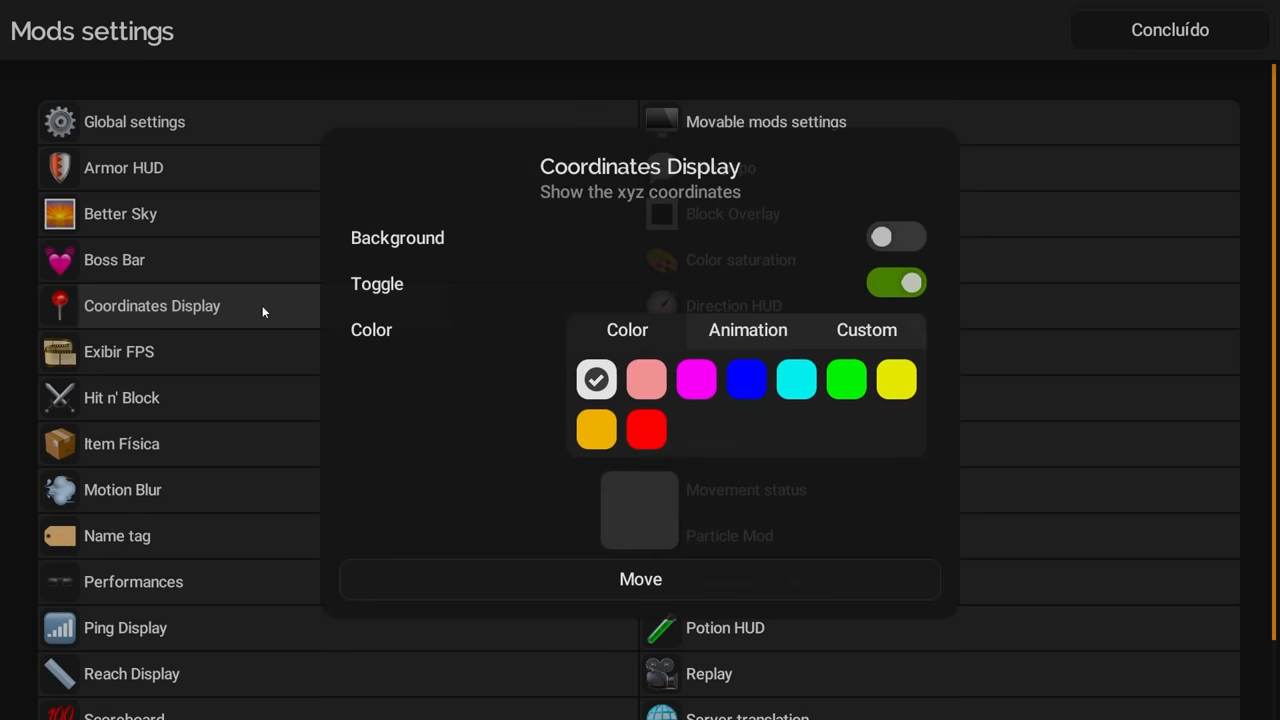 Mods settings
Concluído
Global settings
Movable mods settings
Armor HUD
Better Sky
Block Overlay
Boss Bar
Color saturation
Coordinates Display
Direction HUD
Exibir FPS
Hit n' Block
Item Física
Motion Blur
Movement status
Name tag
Particle Mod
Performances
Ping Display
Potion HUD
Reach Display
Replay
Scoreboard
Server translation
Coordinates Display
Show the xyz coordinates
Background
Toggle
Color
Color
Animation
Custom
Move